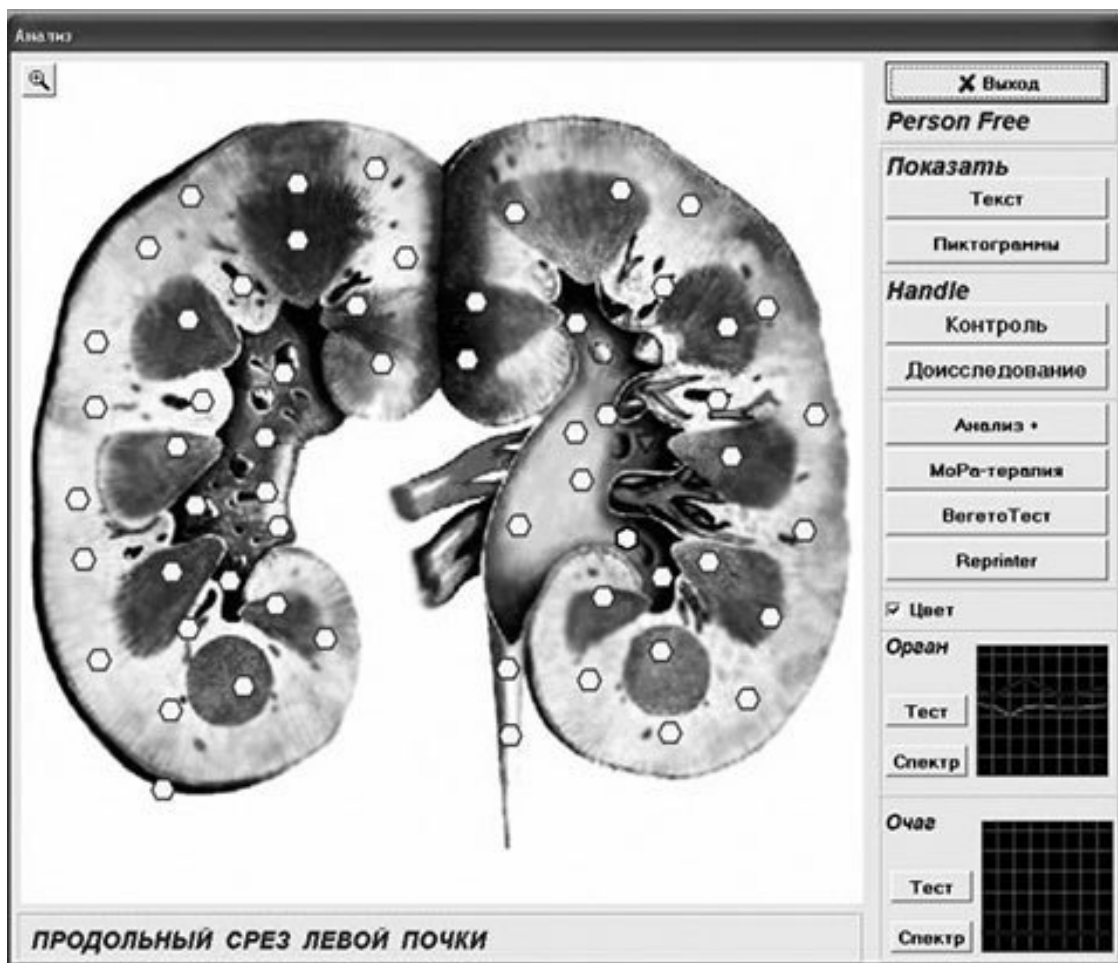 Анализ
Выход
Person Free
Показать
Текст
Пиктограммы
Handle
Контроль
Доисследование
Анализ +
МоРа-терапия
ВегетоТест
Reprinter
Цвет
Орган
Тест
Спектр
Очаг
Тест
Спектр
ПРОДОЛЬНЫЙ СРЕЗ ЛЕВОЙ ПОЧКИ